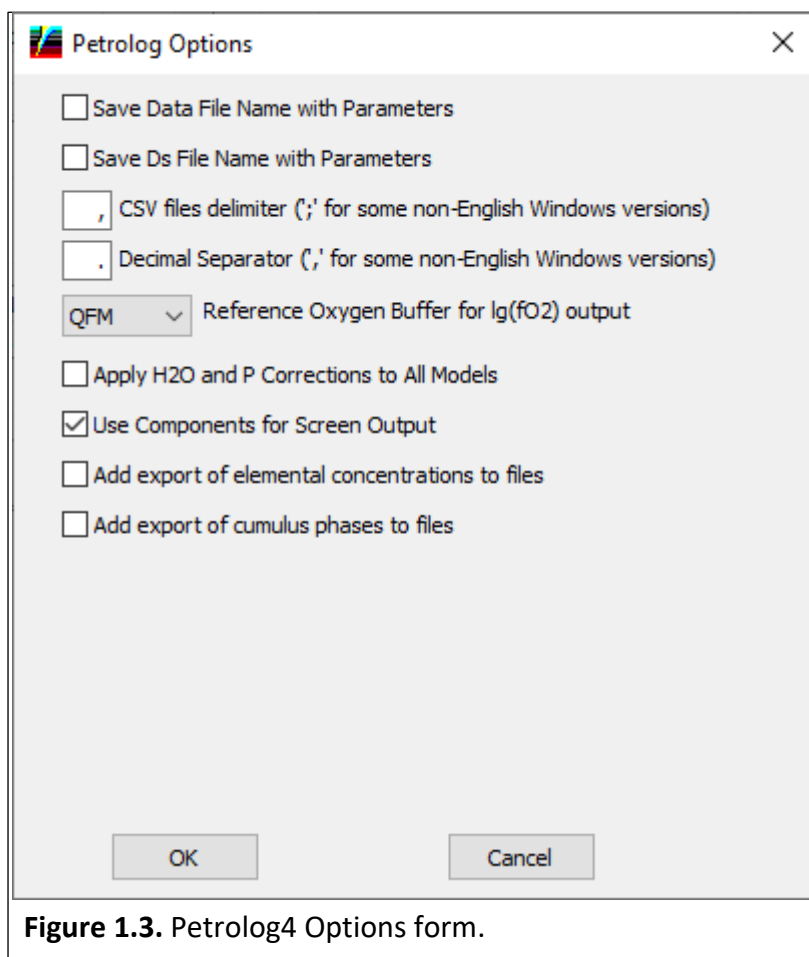 Petrolog Options
Save Data File Name with Parameters
Save Ds File Name with Parameters
, CSV files delimiter (';' for some non-English Windows versions)
. Decimal Separator (',' for some non-English Windows versions)
QFM Reference Oxygen Buffer for lg(fO2) output
Apply H2O and P Corrections to All Models
Use Components for Screen Output
Add export of elemental concentrations to files
Add export of cumulus phases to files
OK Cancel
Figure 1.3. Petrolog4 Options form.